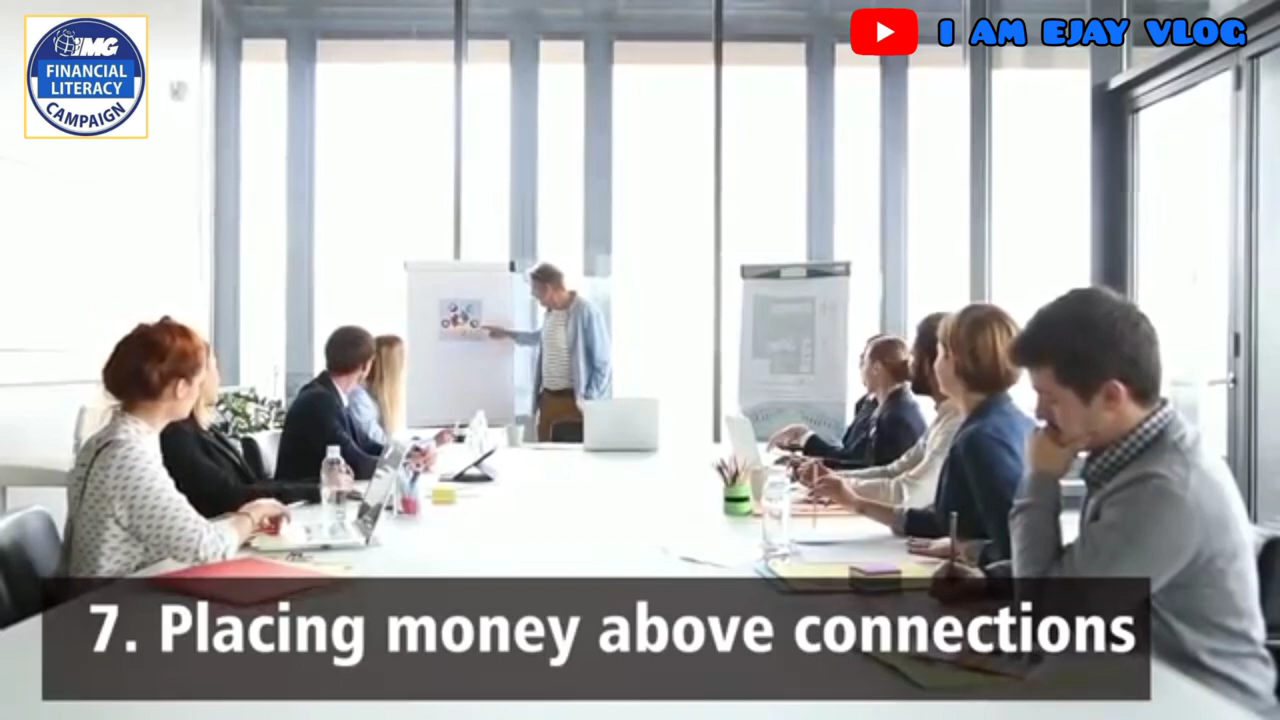 IMG
FINANCIAL
LITERACY
CAMPAIGN
I AM EJAY VLOG
7. Placing money above connections